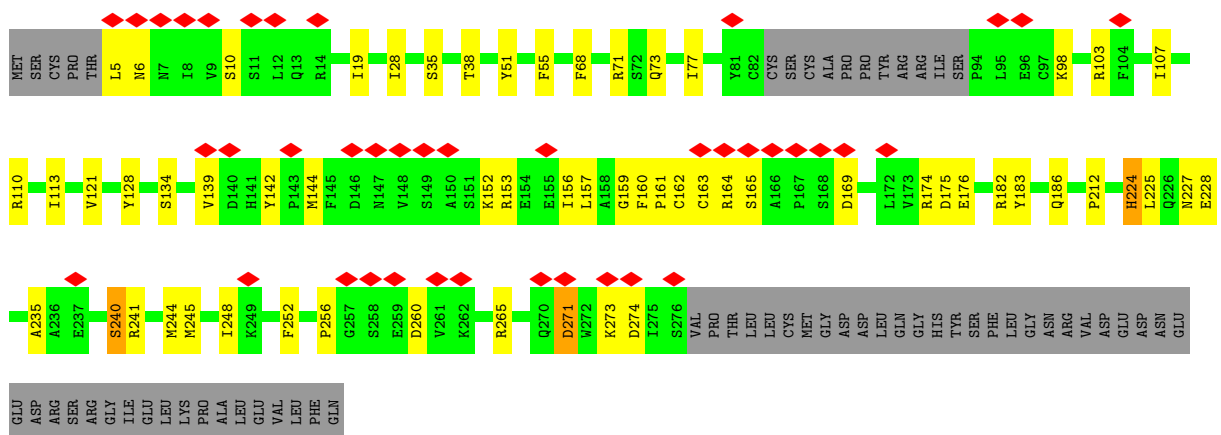 MET SER CYS PRO THR L5 N6 N7 I8 V9 S10 S11 L12 Q13 R14 I19 I28 S35 T38 Y51 F55 F68 R71 S72 Q73 I77 Y81 C82 CYS SER CYS ALA PRO PRO TYR ARG ARG ILE SER P94 L95 E96 C97 K98 R103 F104 I107
R110 I113 V121 Y128 S134 V139 D140 H141 Y142 P143 M144 F145 D146 N147 V148 S149 A150 S151 K152 R153 E154 E155 I156 L157 A158 G159 F160 P161 C162 C163 R164 S165 A166 P167 S168 D169 L172 V173 R174 D175 E176 R182 Y183 Q186 P212 H224 L225 Q226 N227 E228
A235 A236 E237 S240 R241 M244 M245 I248 K249 F252 P256 G257 S258 E259 D260 V261 K262 R265 Q270 D271 W272 K273 D274 I275 S276 VAL PRO THR LEU LEU CYS MET GLY ASP ASP LEU GLN GLY HIS TYR SER PHE LEU GLY ASN ARG VAL ASP GLU ASP ASN GLU
GLU ASP ARG SER ARG GLY ILE GLU LEU LYS PRO ALA LEU GLU VAL LEU PHE GLN